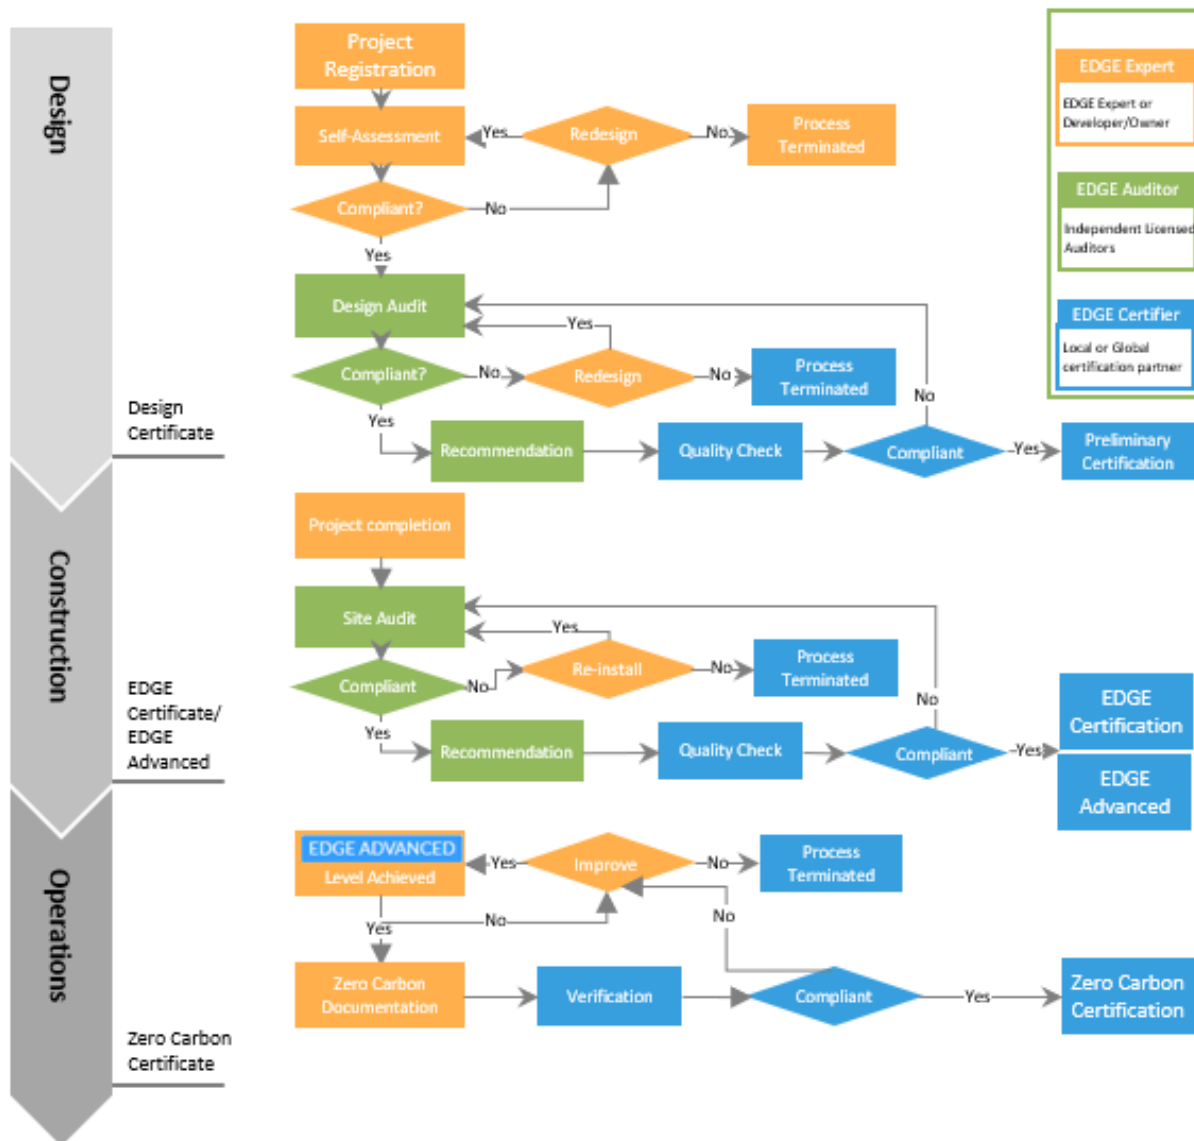 Design
Project
Registration
Self-Assessment
Yes
Redesign
No
Process
Terminated
Compliant?
No
Yes
Design Audit
Yes
Compliant?
No
Redesign
No
Process
Terminated
No
Yes
Recommendation
Quality Check
Compliant
Yes
Preliminary
Certification
Design
Certificate
EDGE Expert
EDGE Expert or
Developer/Owner
EDGE Auditor
Independent Licensed
Auditors
EDGE Certifier
Local or Global
certification partner
Construction
Project completion
Site Audit
Yes
Compliant
No
Re-install
No
Process
Terminated
No
Yes
Recommendation
Quality Check
Compliant
Yes
EDGE
Certification
EDGE
Advanced
EDGE
Certificate/
EDGE
Advanced
Operations
EDGE ADVANCED
Level Achieved
Yes
Improve
No
Process
Terminated
Yes
No
No
Zero Carbon
Documentation
Verification
Compliant
Yes
Zero Carbon
Certification
Zero Carbon
Certificate